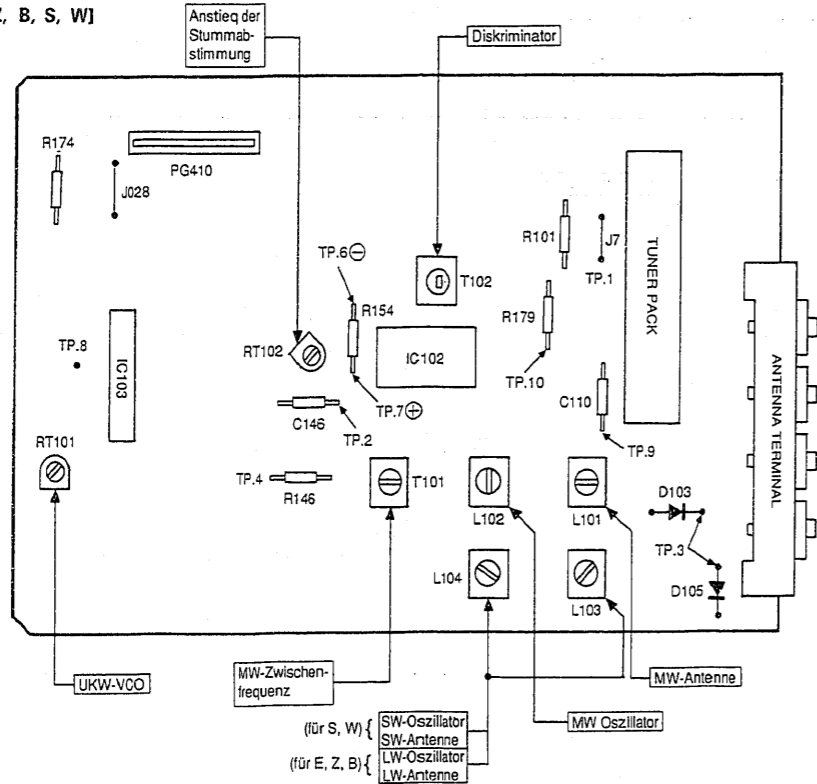 Z, B, S, W]
Anstieq der
Stummab-
stimmung
Diskriminator
R174
J028
PG410
R101
J7
TUNER PACK
TP.1
TP.6⊖
T102
R154
R179
TP.8
IC103
RT102
IC102
TP.10
ANTENNA TERMINAL
C110
TP.7⊕
C146
TP.2
TP.9
RT101
TP.4
R146
T101
L102
L101
D103
TP.3
L104
L103
D105
UKW-VCO
MW-Zwischen-
frequenz
MW-Antenne
MW Oszillator
(für S, W) {
SW-Oszillator
SW-Antenne
(für E, Z, B) {
LW-Oszillator
LW-Antenne